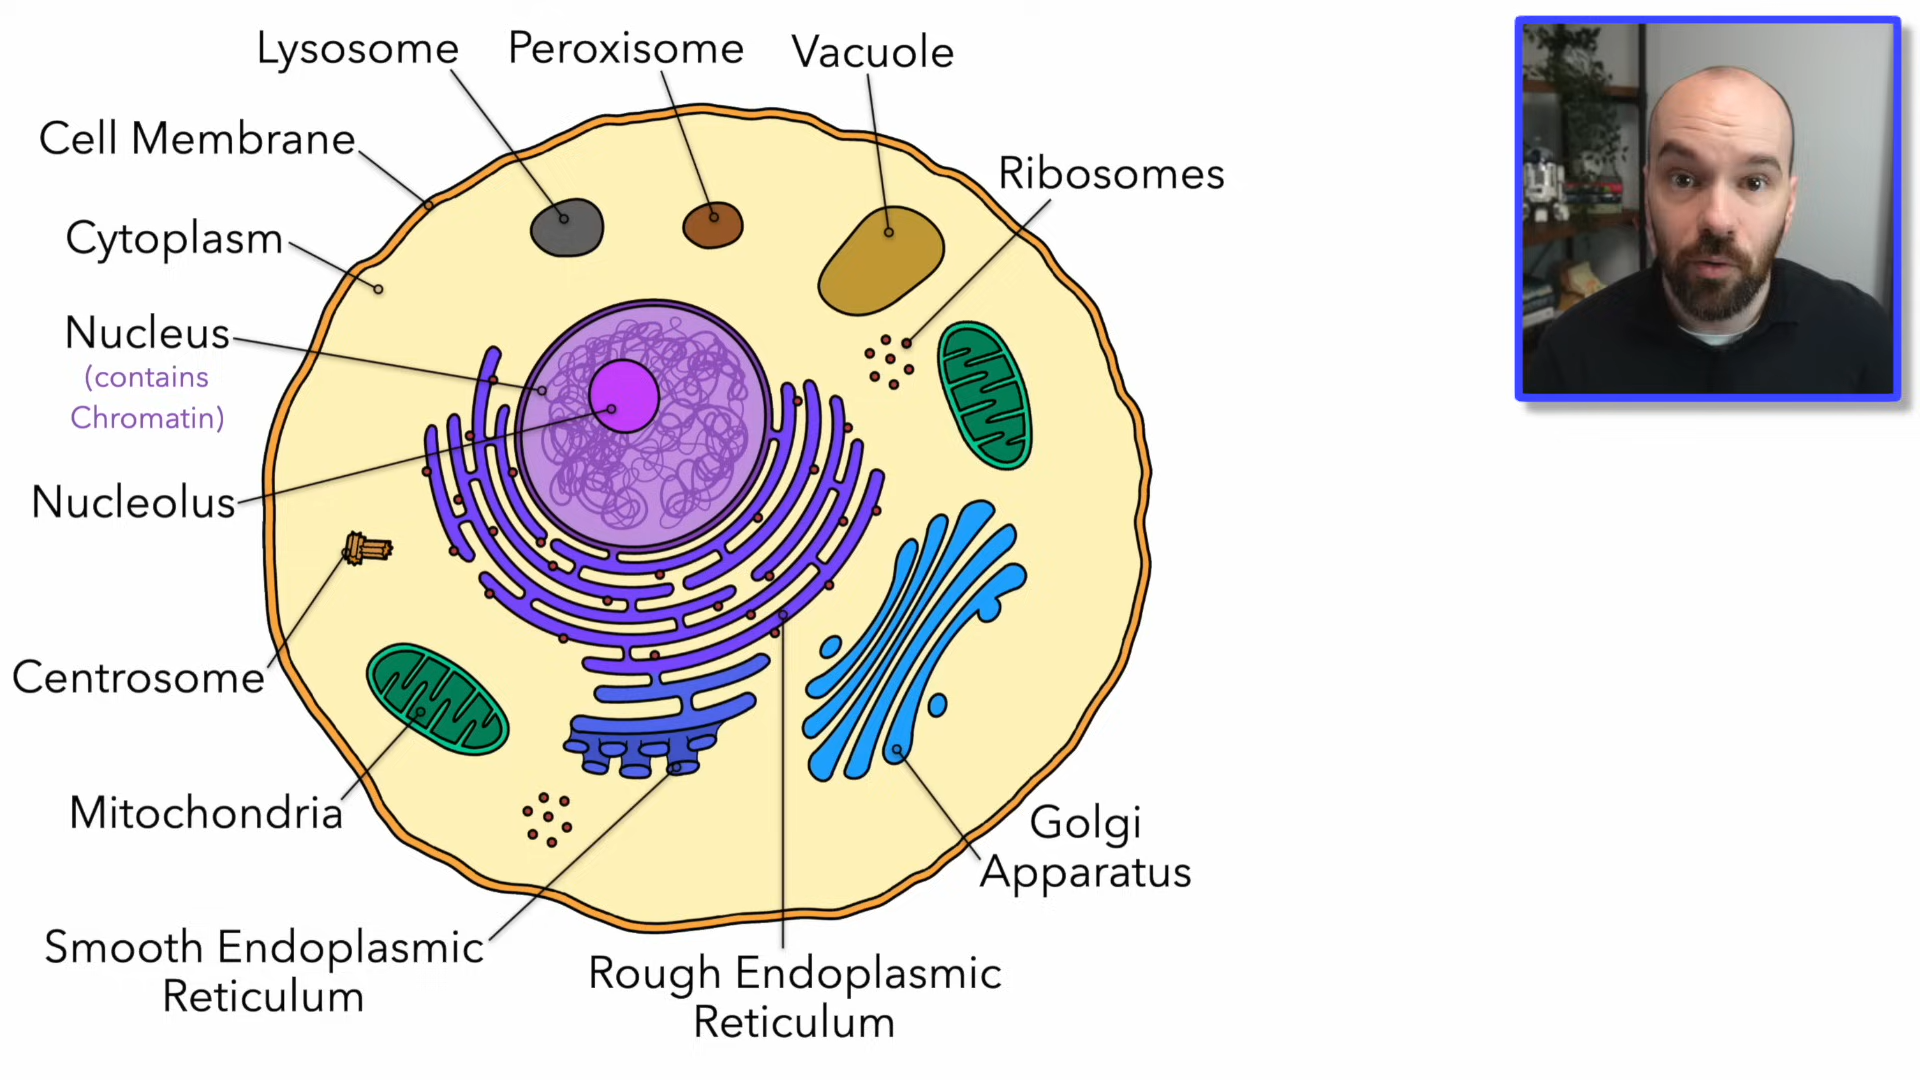 Lysosome
Peroxisome
Vacuole
Cell Membrane
Ribosomes
Cytoplasm
Nucleus
(contains
Chromatin)
Nucleolus
Centrosome
Mitochondria
Golgi
Apparatus
Smooth Endoplasmic
Reticulum
Rough Endoplasmic
Reticulum